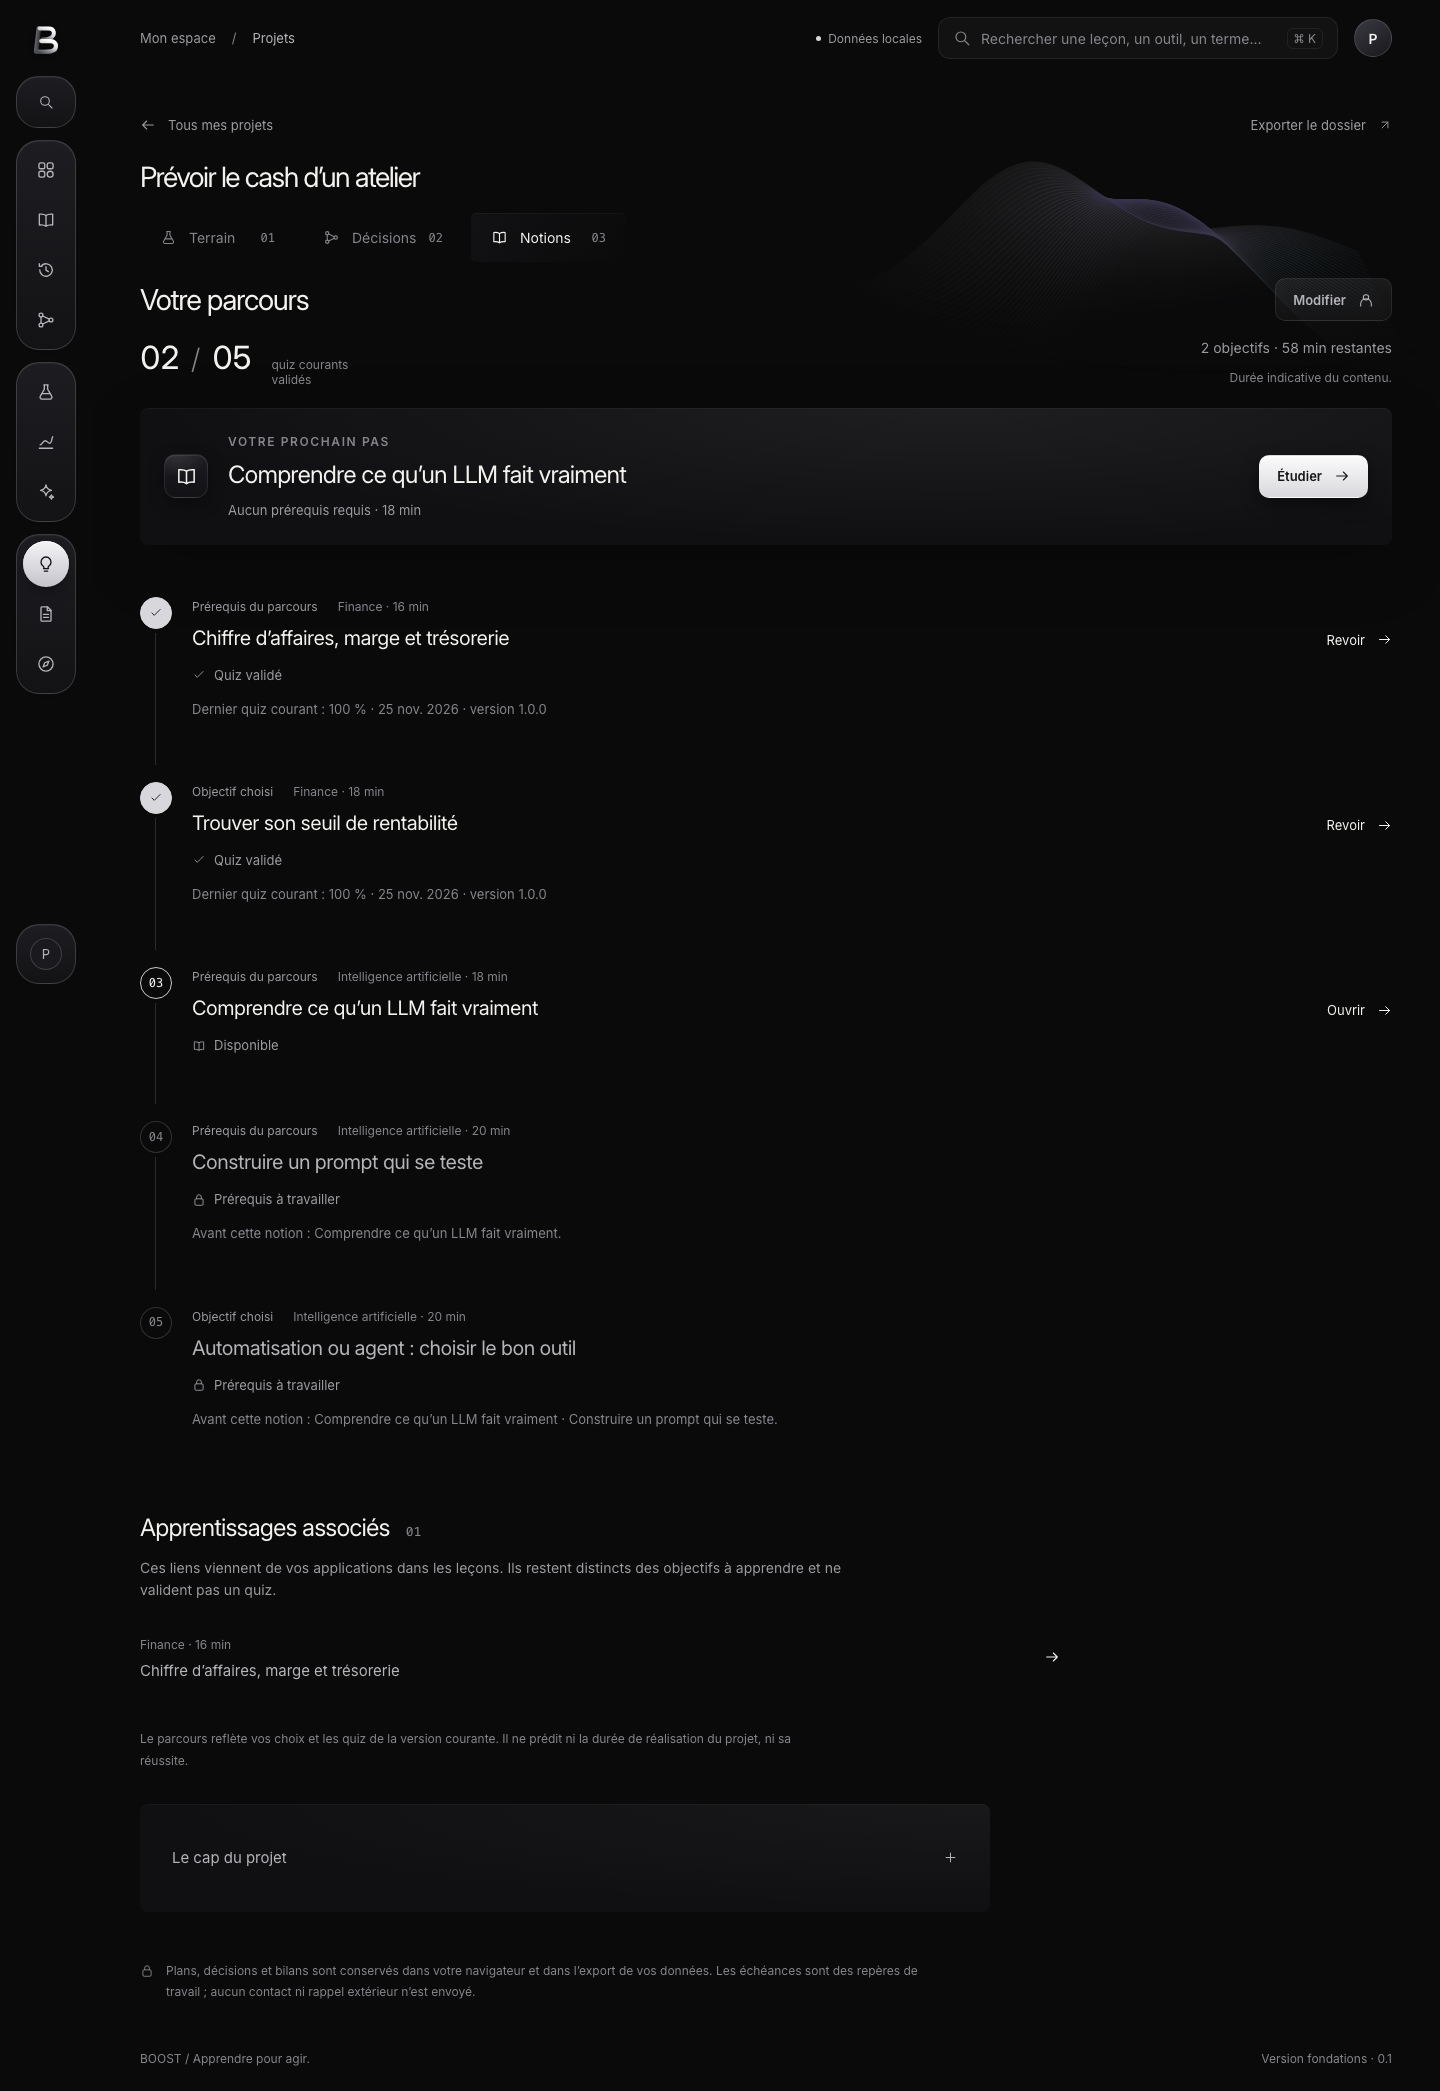 B
Mon espace / Projets
Données locales
Rechercher une leçon, un outil, un terme...
⌘ K
P
Tous mes projets
Exporter le dossier
Prévoir le cash d’un atelier
Terrain 01
Décisions 02
Notions 03
Votre parcours
Modifier
02 / 05
quiz courants
validés
2 objectifs · 58 min restantes
Durée indicative du contenu.
VOTRE PROCHAIN PAS
Comprendre ce qu’un LLM fait vraiment
Aucun prérequis requis · 18 min
Étudier
Prérequis du parcours Finance · 16 min
Chiffre d’affaires, marge et trésorerie
Revoir
Quiz validé
Dernier quiz courant : 100 % · 25 nov. 2026 · version 1.0.0
Objectif choisi Finance · 18 min
Trouver son seuil de rentabilité
Revoir
Quiz validé
Dernier quiz courant : 100 % · 25 nov. 2026 · version 1.0.0
P
03
Prérequis du parcours Intelligence artificielle · 18 min
Comprendre ce qu’un LLM fait vraiment
Ouvrir
Disponible
04
Prérequis du parcours Intelligence artificielle · 20 min
Construire un prompt qui se teste
Prérequis à travailler
Avant cette notion : Comprendre ce qu’un LLM fait vraiment.
05
Objectif choisi Intelligence artificielle · 20 min
Automatisation ou agent : choisir le bon outil
Prérequis à travailler
Avant cette notion : Comprendre ce qu’un LLM fait vraiment · Construire un prompt qui se teste.
Apprentissages associés 01
Ces liens viennent de vos applications dans les leçons. Ils restent distincts des objectifs à apprendre et ne
valident pas un quiz.
Finance · 16 min
Chiffre d’affaires, marge et trésorerie
Le parcours reflète vos choix et les quiz de la version courante. Il ne prédit ni la durée de réalisation du projet, ni sa
réussite.
Le cap du projet
Plans, décisions et bilans sont conservés dans votre navigateur et dans l’export de vos données. Les échéances sont des repères de
travail ; aucun contact ni rappel extérieur n’est envoyé.
BOOST / Apprendre pour agir.
Version fondations · 0.1